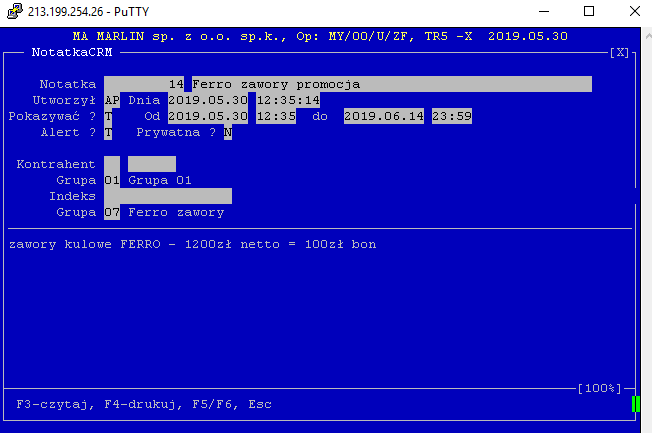 213.199.254.26 - PuTTY
MA MARLIN sp. z o.o. sp.k., Op: MY/OO/U/ZF, TR5 -X 2019.05.30
NotatkaCRM [X]
Notatka 14 Ferro zawory promocja
Utworzył AP Dnia 2019.05.30 12:35:14
Pokazywać ? T Od 2019.05.30 12:35 do 2019.06.14 23:59
Alert ? T Prywatna ? N
Kontrahent
Grupa 01 Grupa 01
Indeks
Grupa 07 Ferro zawory
zawory kulowe FERRO - 1200zł netto = 100zł bon
[100%]
F3-czytaj, F4-drukuj, F5/F6, Esc